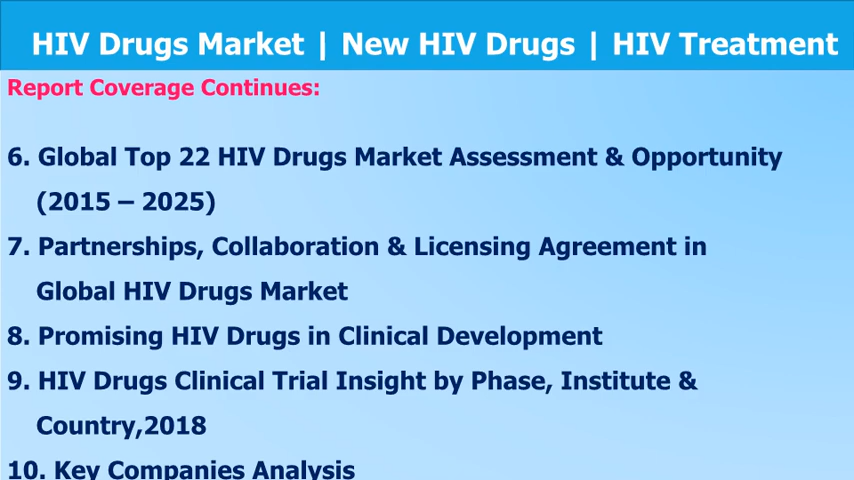 HIV Drugs Market | New HIV Drugs | HIV Treatment
Report Coverage Continues:
6. Global Top 22 HIV Drugs Market Assessment & Opportunity
(2015 – 2025)
7. Partnerships, Collaboration & Licensing Agreement in
Global HIV Drugs Market
8. Promising HIV Drugs in Clinical Development
9. HIV Drugs Clinical Trial Insight by Phase, Institute &
Country,2018
10. Key Companies Analysis